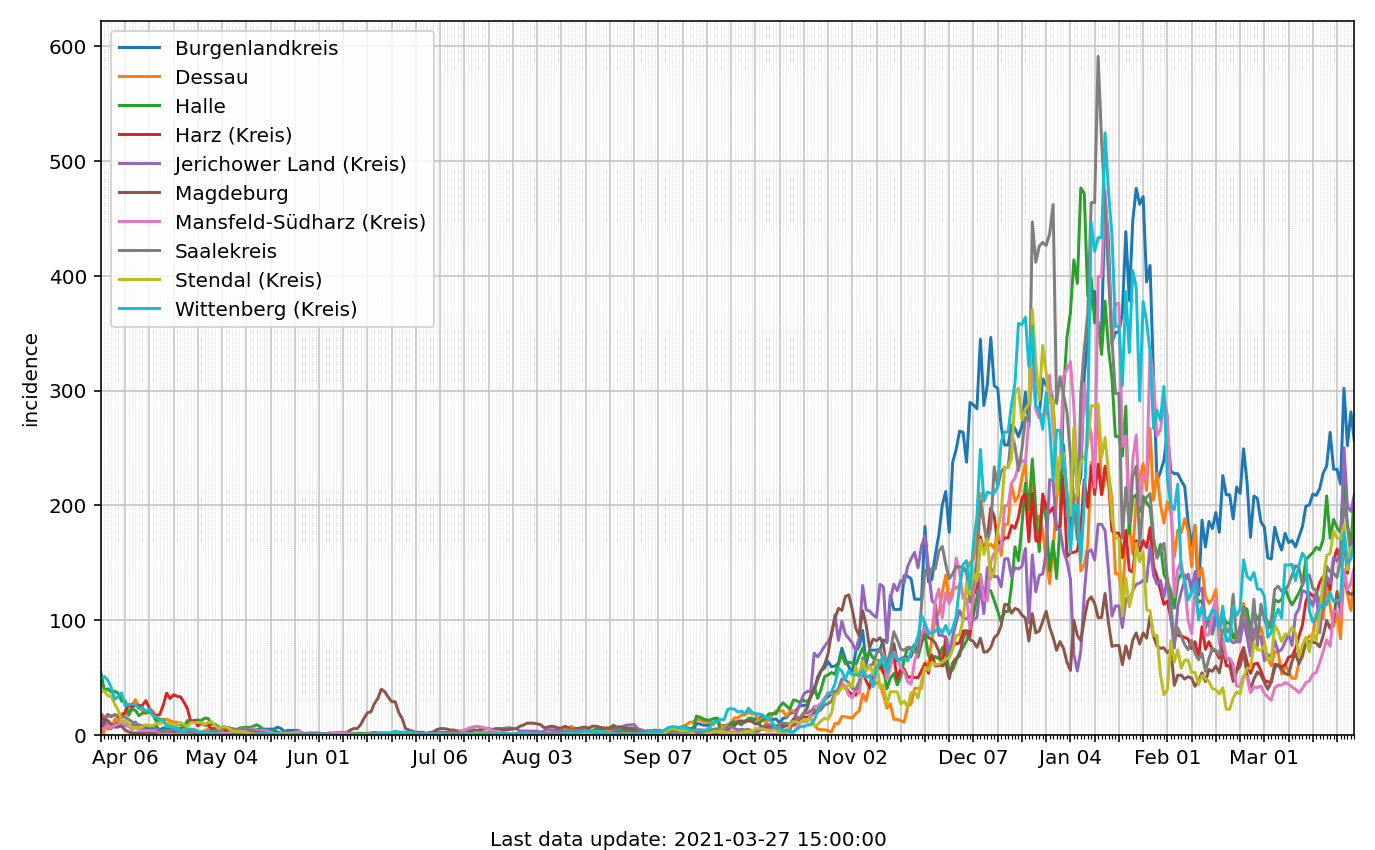 600
500
400
300
200
100
0
incidence
Burgenlandkreis
Dessau
Halle
Harz (Kreis)
Jerichower Land (Kreis)
Magdeburg
Mansfeld-Südharz (Kreis)
Saalekreis
Stendal (Kreis)
Wittenberg (Kreis)
Apr 06 May 04 Jun 01 Jul 06 Aug 03 Sep 07 Oct 05 Nov 02 Dec 07 Jan 04 Feb 01 Mar 01
Last data update: 2021-03-27 15:00:00